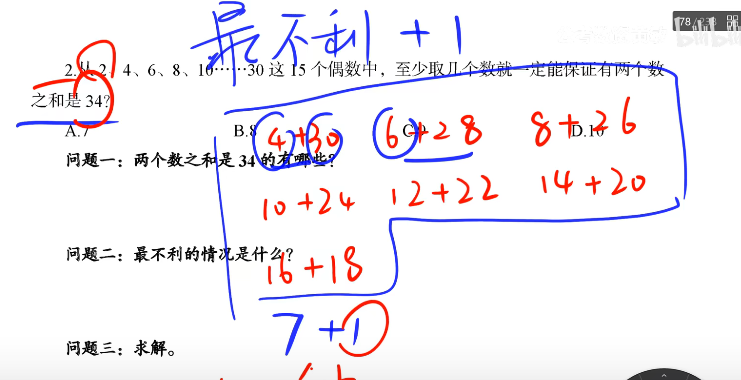 最不利 + 1
78/238
2.从 2、4、6、8、10……30 这 15 个偶数中，至少取几个数就一定能保证有两个数
之和是 34?
A.7 B.8 C.9 D.10
4+30 6+28 8+26
问题一：两个数之和是 34 的有哪些?
10+24 12+22 14+20
问题二：最不利的情况是什么?
16+18
7+1
问题三：求解。